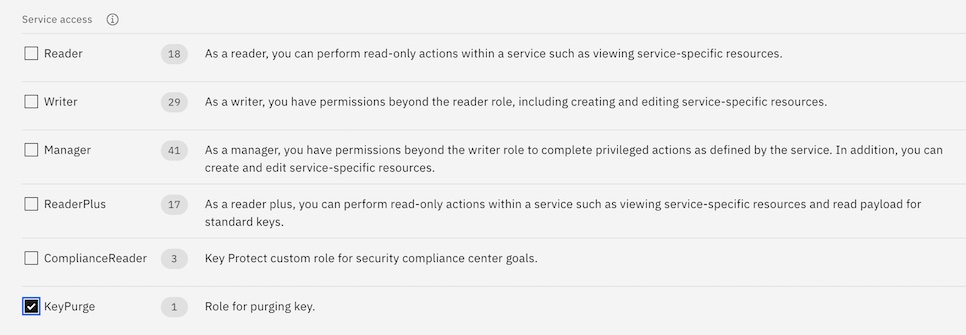 Service access
Reader 18 As a reader, you can perform read-only actions within a service such as viewing service-specific resources.
Writer 29 As a writer, you have permissions beyond the reader role, including creating and editing service-specific resources.
Manager 41 As a manager, you have permissions beyond the writer role to complete privileged actions as defined by the service. In addition, you can
create and edit service-specific resources.
ReaderPlus 17 As a reader plus, you can perform read-only actions within a service such as viewing service-specific resources and read payload for
standard keys.
ComplianceReader 3 Key Protect custom role for security compliance center goals.
KeyPurge 1 Role for purging key.